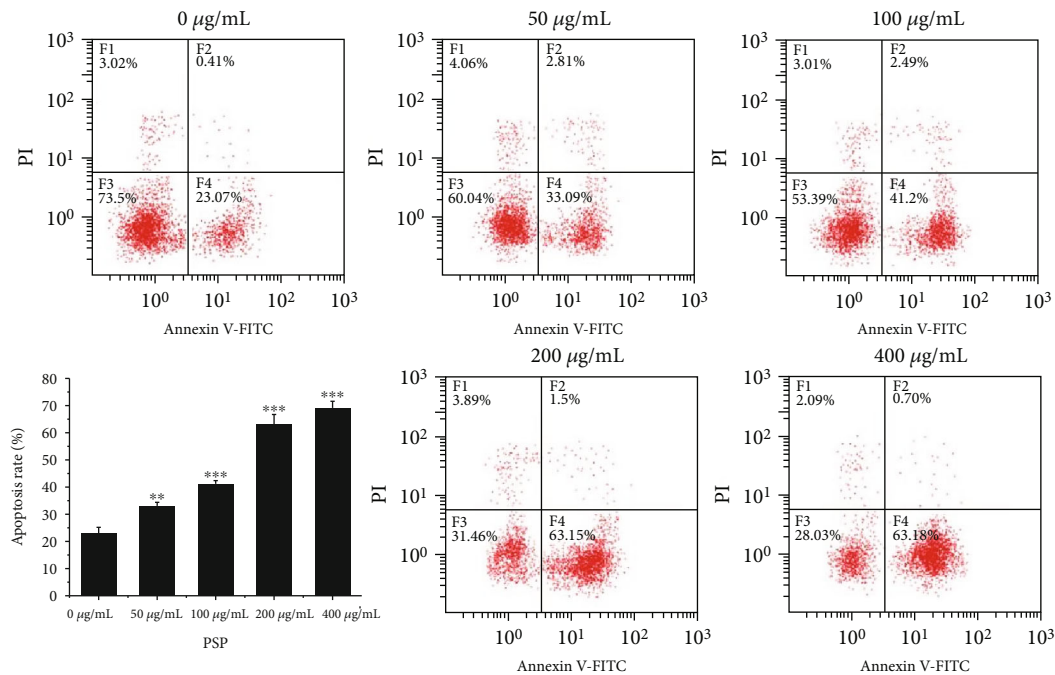 0 μg/mL
10³
10²
10¹
10⁰
PI
F1
3.02%
F2
0.41%
F3
73.5%
F4
23.07%
10⁰ 10¹ 10² 10³
Annexin V-FITC
50 μg/mL
10³
10²
10¹
10⁰
PI
F1
4.06%
F2
2.81%
F3
60.04%
F4
33.09%
10⁰ 10¹ 10² 10³
Annexin V-FITC
100 μg/mL
10³
10²
10¹
10⁰
PI
F1
3.01%
F2
2.49%
F3
53.39%
F4
41.2%
10⁰ 10¹ 10² 10³
Annexin V-FITC
80
70
60
50
40
30
20
10
0
Apoptosis rate (%)
**
***
***
***
0 μg/mL 50 μg/mL 100 μg/mL 200 μg/mL 400 μg/mL
PSP
200 μg/mL
10³
10²
10¹
10⁰
PI
F1
3.89%
F2
1.5%
F3
31.46%
F4
63.15%
10⁰ 10¹ 10² 10³
Annexin V-FITC
400 μg/mL
10³
10²
10¹
10⁰
PI
F1
2.09%
F2
0.70%
F3
28.03%
F4
63.18%
10⁰ 10¹ 10² 10³
Annexin V-FITC